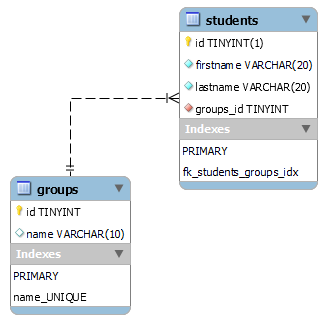 students
id TINYINT(1)
firstname VARCHAR(20)
lastname VARCHAR(20)
groups_id TINYINT
Indexes
PRIMARY
fk_students_groups_idx
groups
id TINYINT
name VARCHAR(10)
Indexes
PRIMARY
name_UNIQUE